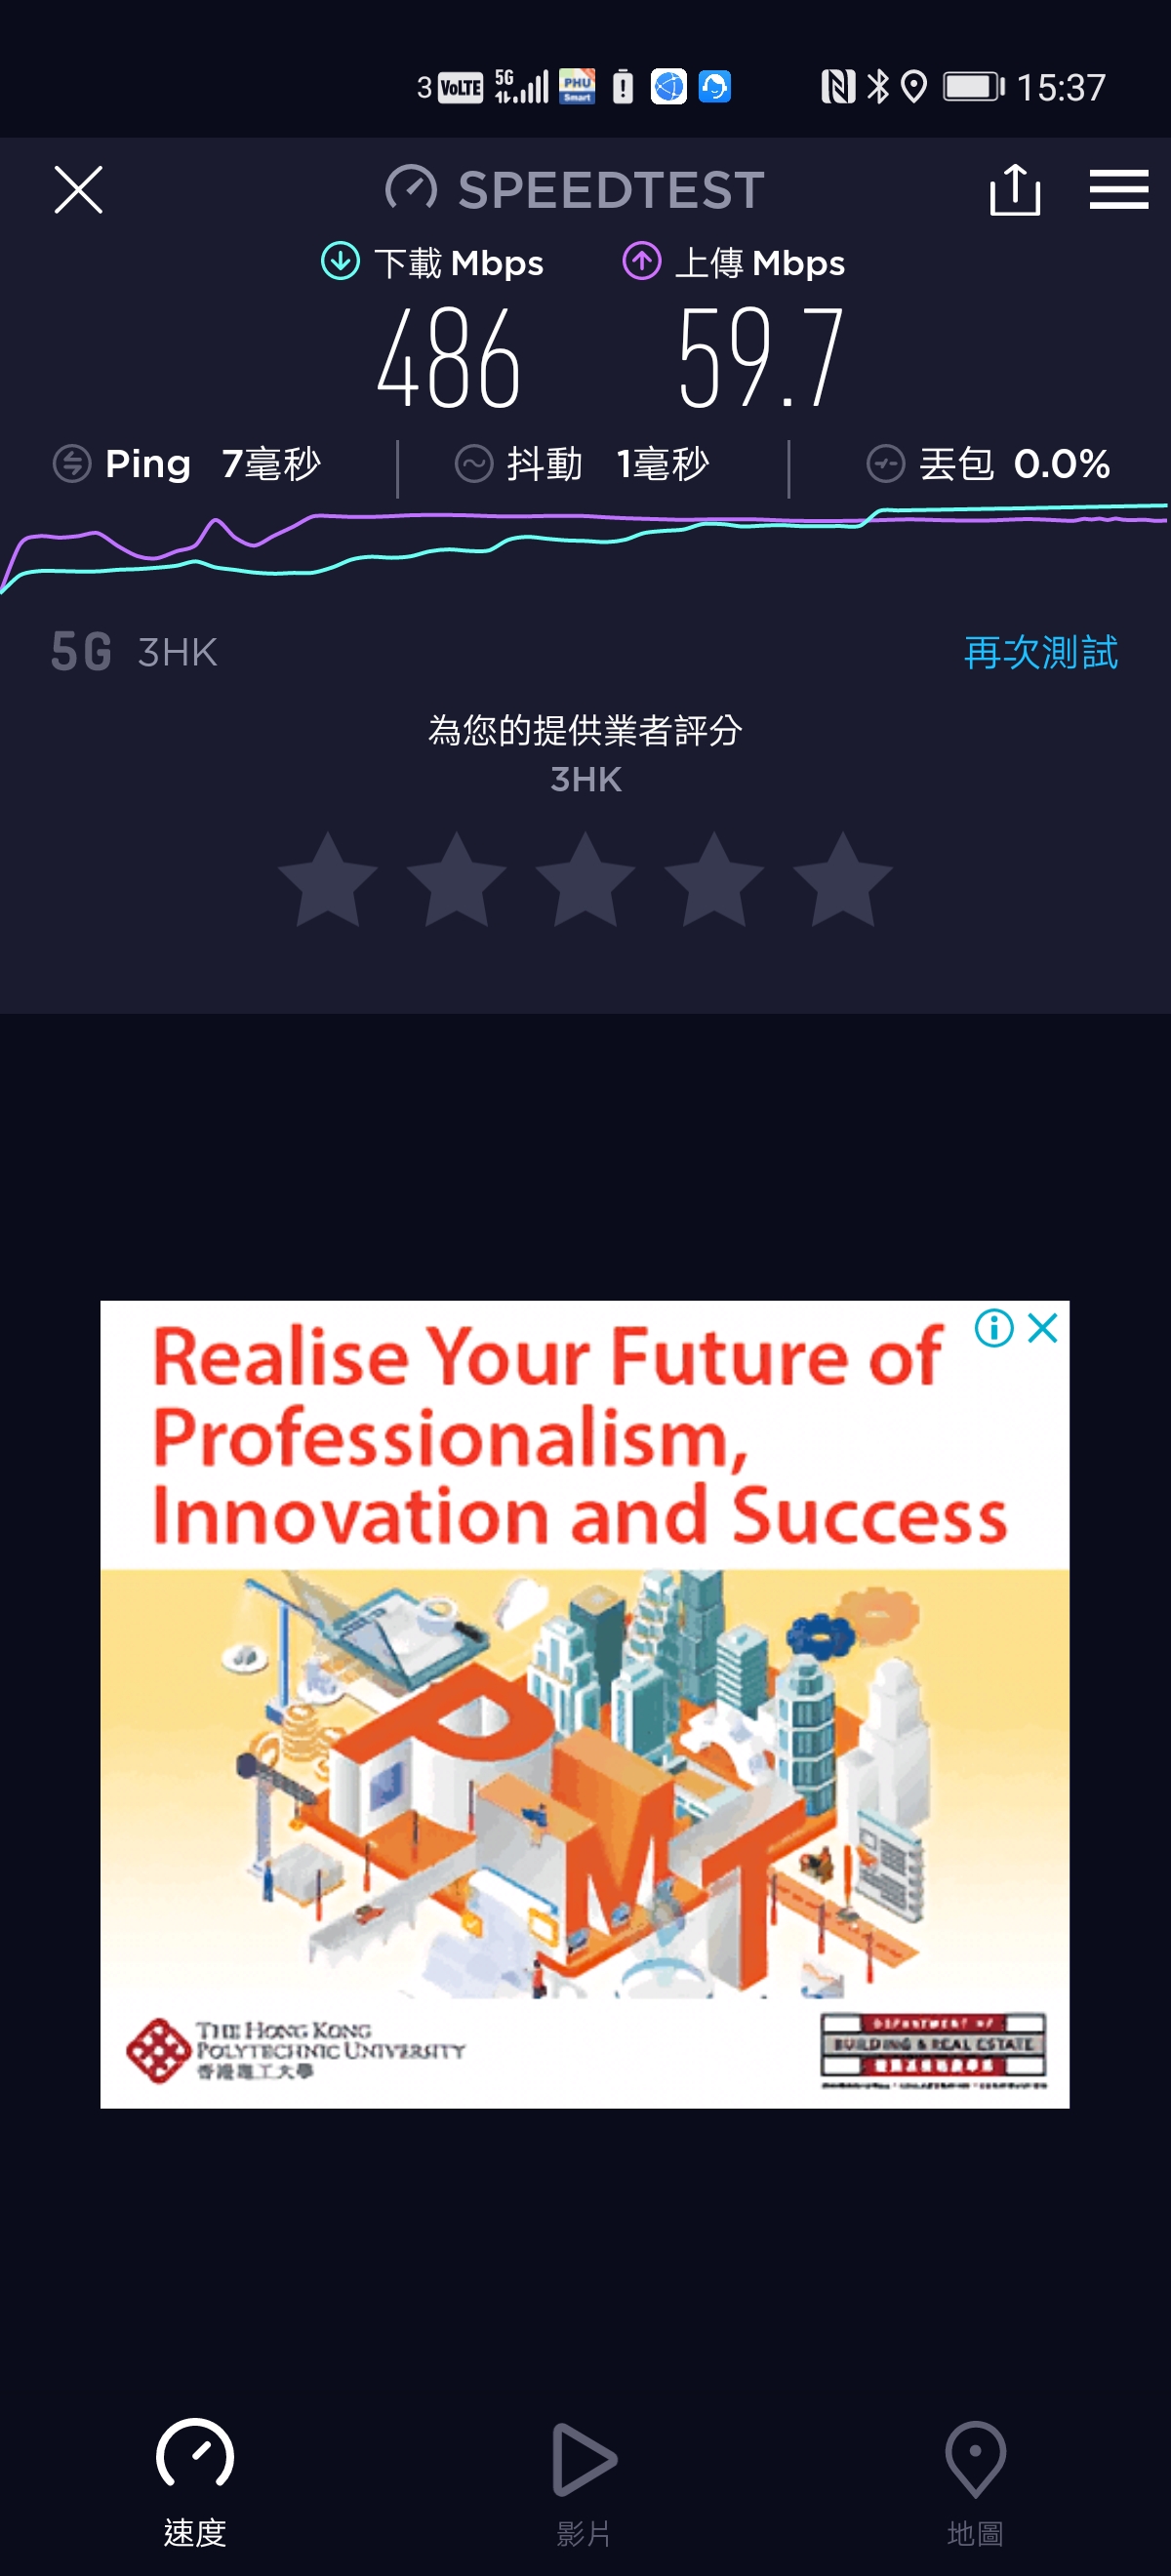 3 VoLTE 5G PHU Smart 15:37
SPEEDTEST
下載 Mbps 上傳 Mbps
486 59.7
Ping 7毫秒 抖動 1毫秒 丟包 0.0%
5G 3HK 再次測試
為您的提供業者評分
3HK
Realise Your Future of
Professionalism,
Innovation and Success
PMT
THE HONG KONG
POLYTECHNIC UNIVERSITY
香港理工大學
DEPARTMENT OF
BUILDING & REAL ESTATE
速度 影片 地圖